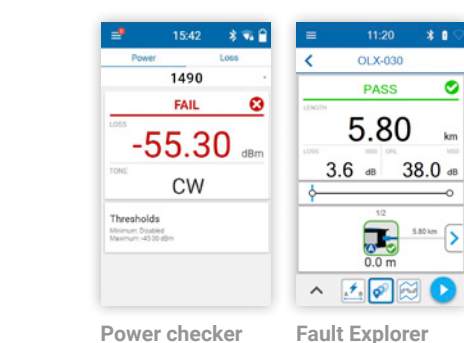 15:42
Power Loss
1490
FAIL
LOSS
-55.30 dBm
TONE
CW
Thresholds
Minimum: Disabled
Maximum: -45.00 dBm
Power checker
11:20
OLX-030
PASS
LENGTH
5.80 km
LOSS 1650 ORL 1650
3.6 dB 38.0 dB
1/2
5.80 km
A
0.0 m
Fault Explorer